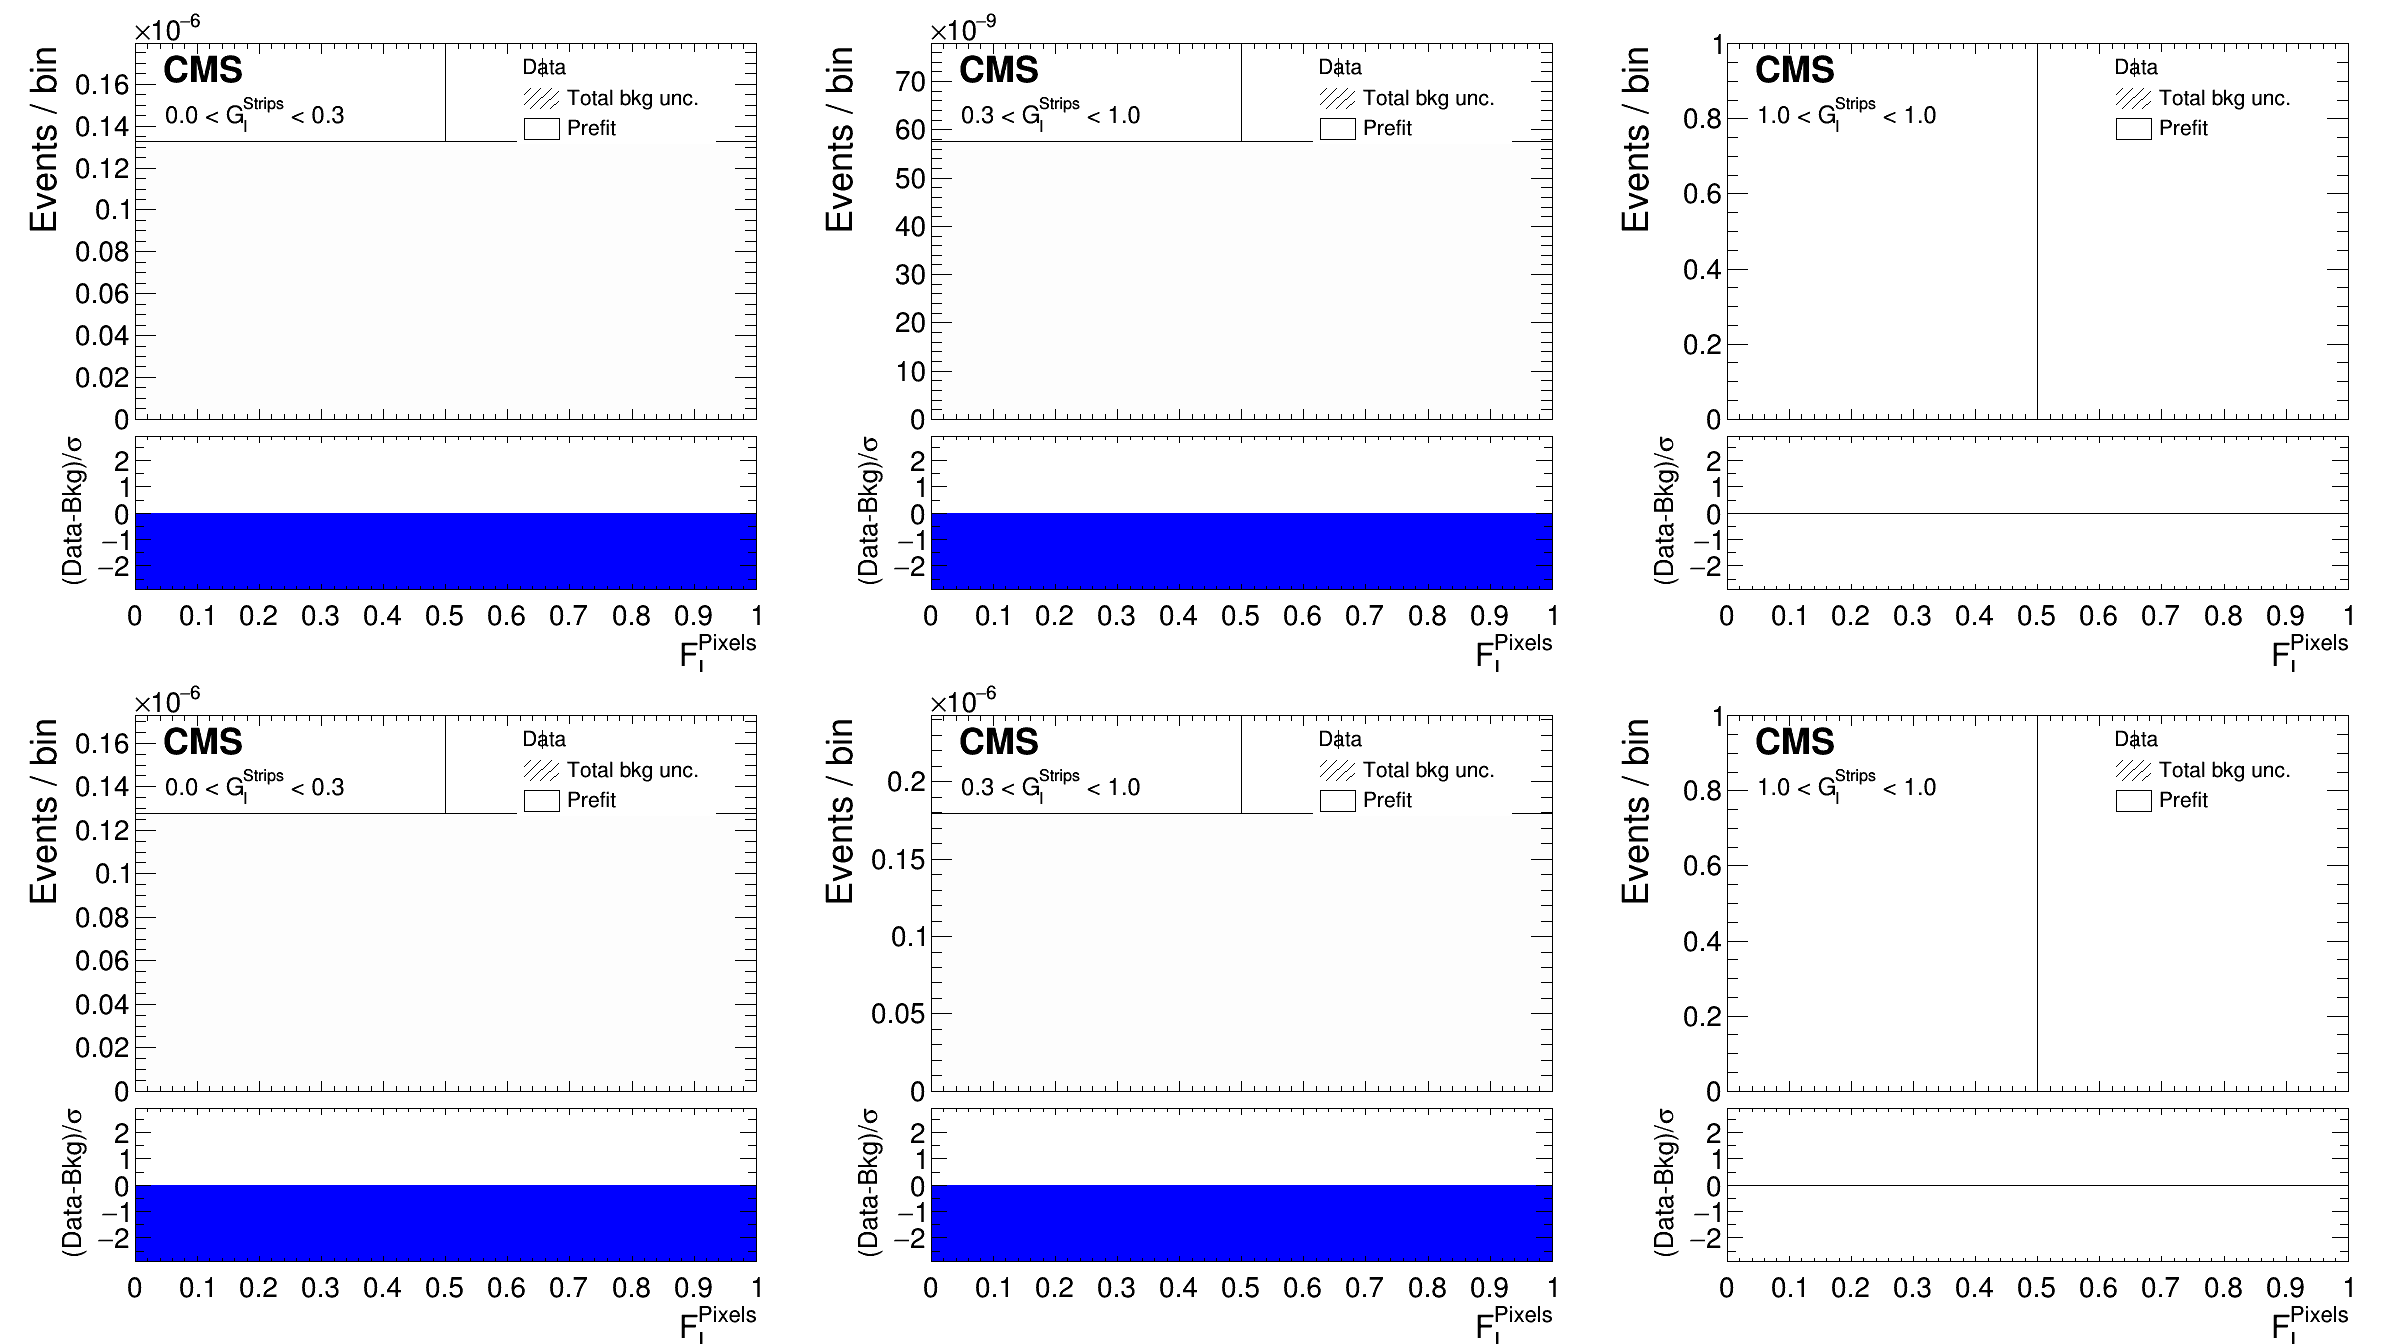 ×10⁻⁶
Events / bin
CMS
0.0 < G_I^Strips < 0.3
Data
Total bkg unc.
Prefit
0.16
0.14
0.12
0.1
0.08
0.06
0.04
0.02
0
(Data-Bkg)/σ
2
1
0
−1
−2
0 0.1 0.2 0.3 0.4 0.5 0.6 0.7 0.8 0.9 1
F_I^Pixels
×10⁻⁹
Events / bin
CMS
0.3 < G_I^Strips < 1.0
Data
Total bkg unc.
Prefit
70
60
50
40
30
20
10
0
(Data-Bkg)/σ
2
1
0
−1
−2
0 0.1 0.2 0.3 0.4 0.5 0.6 0.7 0.8 0.9 1
F_I^Pixels
Events / bin
CMS
1.0 < G_I^Strips < 1.0
Data
Total bkg unc.
Prefit
1
0.8
0.6
0.4
0.2
0
(Data-Bkg)/σ
2
1
0
−1
−2
0 0.1 0.2 0.3 0.4 0.5 0.6 0.7 0.8 0.9 1
F_I^Pixels
×10⁻⁶
Events / bin
CMS
0.0 < G_I^Strips < 0.3
Data
Total bkg unc.
Prefit
0.16
0.14
0.12
0.1
0.08
0.06
0.04
0.02
0
(Data-Bkg)/σ
2
1
0
−1
−2
0 0.1 0.2 0.3 0.4 0.5 0.6 0.7 0.8 0.9 1
F_I^Pixels
×10⁻⁶
Events / bin
CMS
0.3 < G_I^Strips < 1.0
Data
Total bkg unc.
Prefit
0.2
0.15
0.1
0.05
0
(Data-Bkg)/σ
2
1
0
−1
−2
0 0.1 0.2 0.3 0.4 0.5 0.6 0.7 0.8 0.9 1
F_I^Pixels
Events / bin
CMS
1.0 < G_I^Strips < 1.0
Data
Total bkg unc.
Prefit
1
0.8
0.6
0.4
0.2
0
(Data-Bkg)/σ
2
1
0
−1
−2
0 0.1 0.2 0.3 0.4 0.5 0.6 0.7 0.8 0.9 1
F_I^Pixels